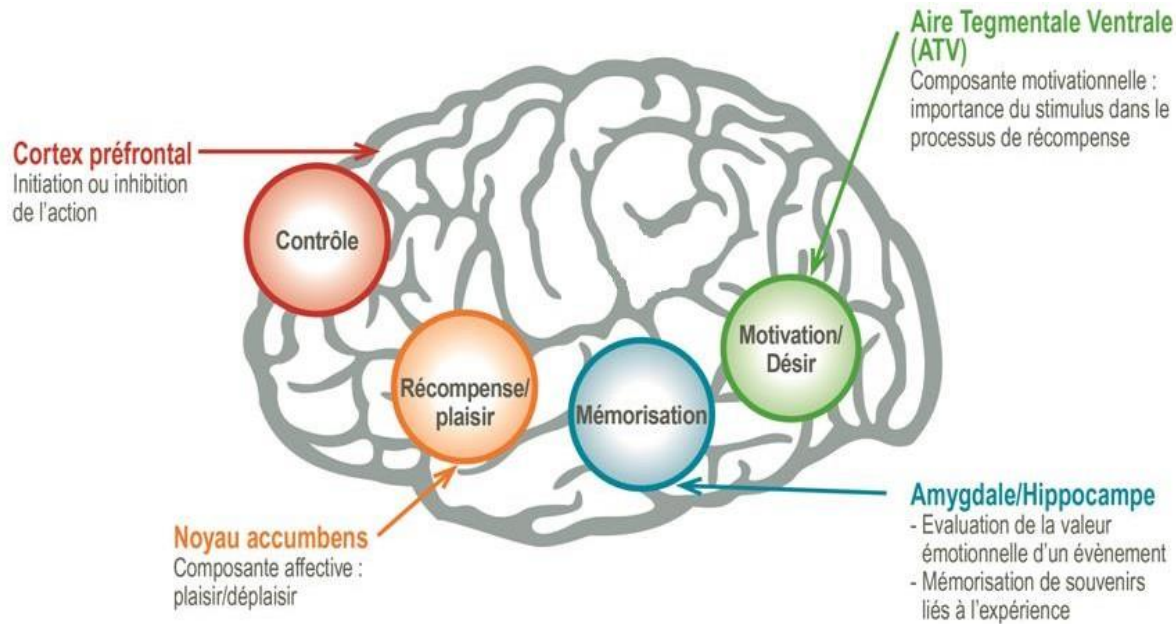 Aire Tegmentale Ventrale
(ATV)
Composante motivationnelle :
importance du stimulus dans le
processus de récompense
Cortex préfrontal
Initiation ou inhibition
de l'action
Contrôle
Récompense/
plaisir
Mémorisation
Motivation/
Désir
Noyau accumbens
Composante affective :
plaisir/déplaisir
Amygdale/Hippocampe
- Evaluation de la valeur
émotionnelle d'un évènement
- Mémorisation de souvenirs
liés à l'expérience